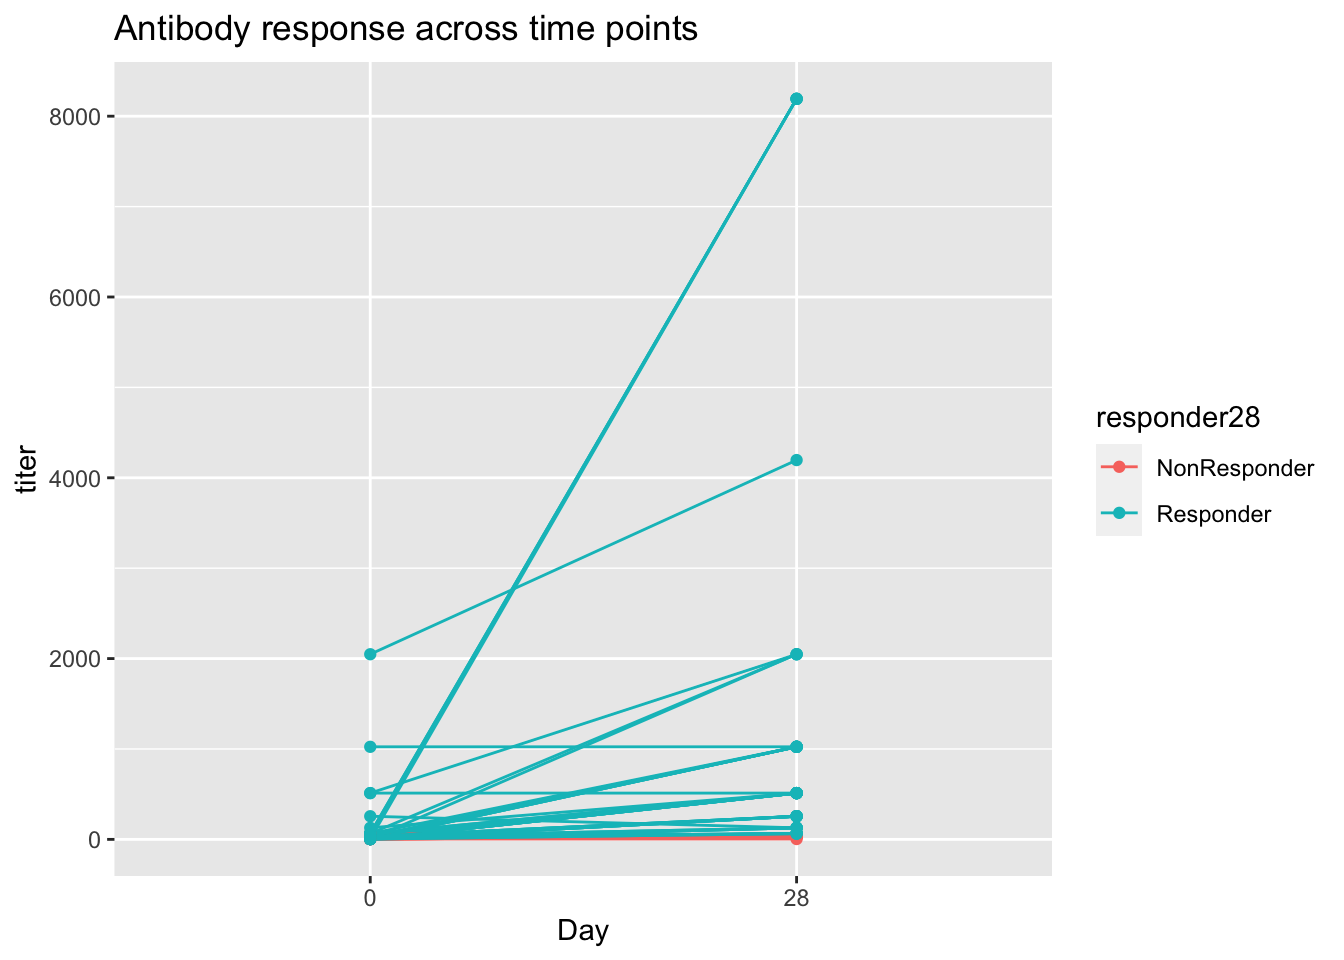 Antibody response across time points
titer
8000
6000
4000
2000
0
0
28
Day
responder28
NonResponder
Responder